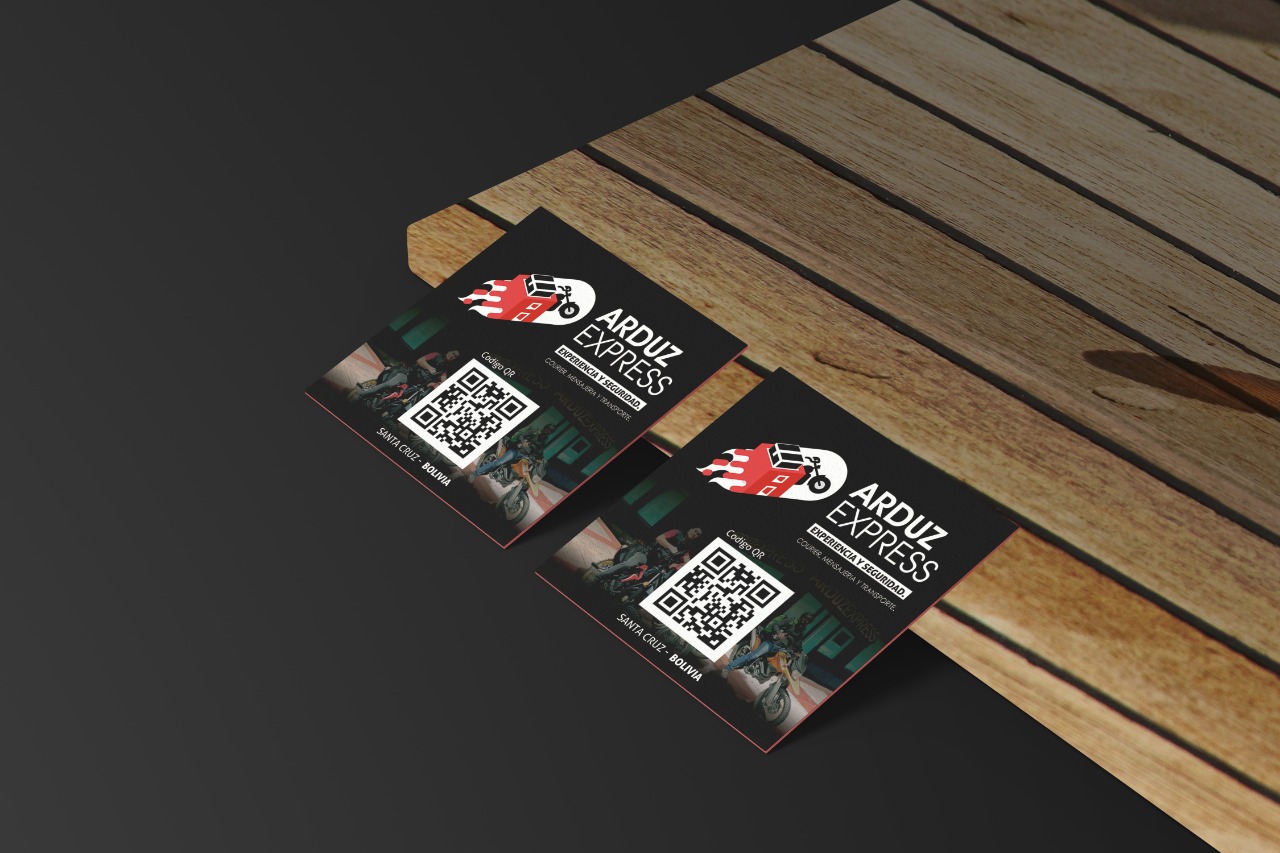 ARDUZ
EXPRESS
EXPERIENCIA Y SEGURIDAD.
COURIER, MENSAJERIA Y TRANSPORTE.
Codigo QR
SANTA CRUZ - BOLIVIA
ARDUZ
EXPRESS
EXPERIENCIA Y SEGURIDAD.
COURIER, MENSAJERIA Y TRANSPORTE.
Codigo QR
ARDUZEXPRESS
SANTA CRUZ - BOLIVIA